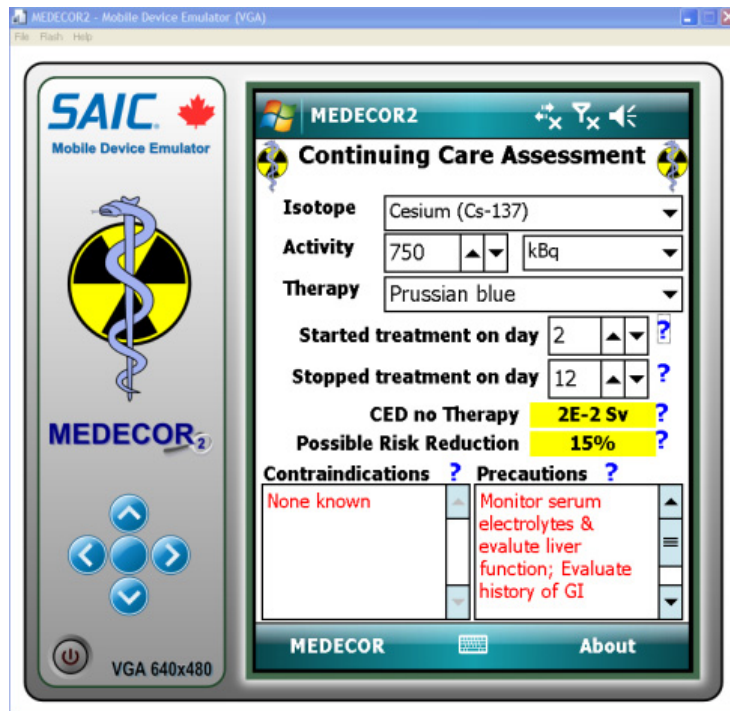 MEDECOR2 - Mobile Device Emulator (VGA)
File Flash Help
SAIC
Mobile Device Emulator
MEDECOR2
VGA 640x480
MEDECOR2
Continuing Care Assessment
Isotope Cesium (Cs-137)
Activity 750 kBq
Therapy Prussian blue
Started treatment on day 2 ?
Stopped treatment on day 12 ?
CED no Therapy 2E-2 Sv ?
Possible Risk Reduction 15% ?
Contraindications ? Precautions ?
None known
Monitor serum
electrolytes &
evalute liver
function; Evaluate
history of GI
MEDECOR About